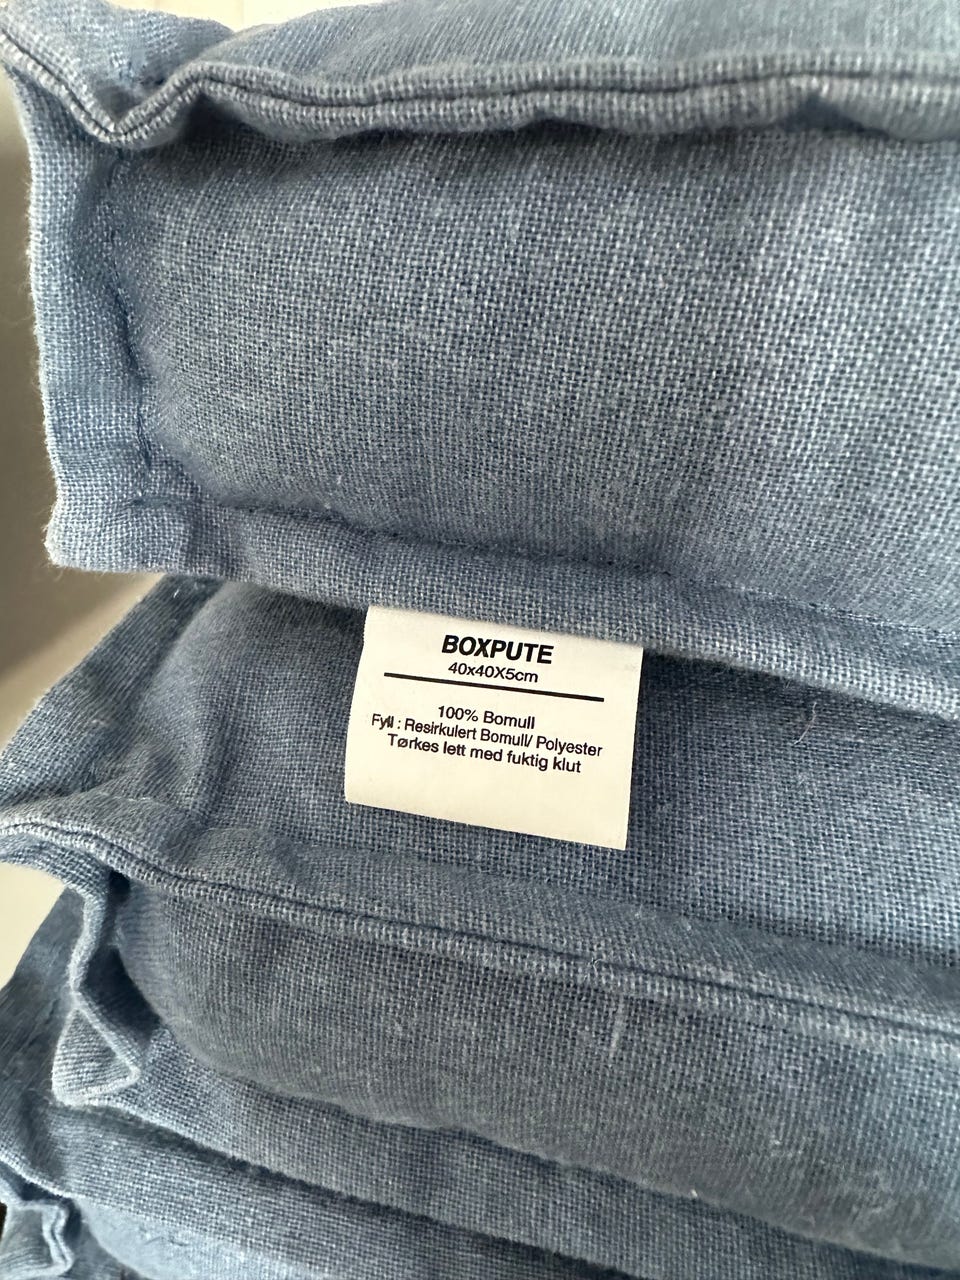 BOXPUTE
40x40X5cm
100% Bomull
Fyll : Resirkulert Bomull/ Polyester
Tørkes lett med fuktig klut